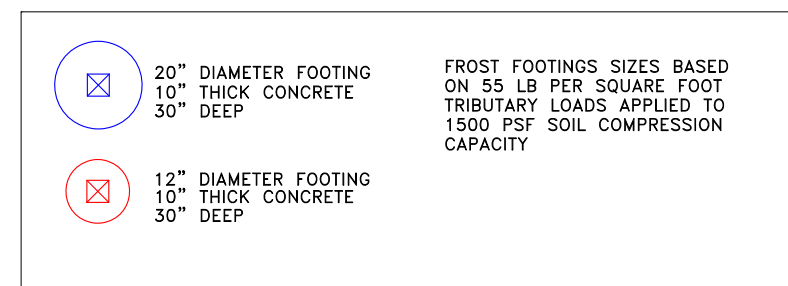 20” DIAMETER FOOTING
10” THICK CONCRETE
30” DEEP
FROST FOOTINGS SIZES BASED
ON 55 LB PER SQUARE FOOT
TRIBUTARY LOADS APPLIED TO
1500 PSF SOIL COMPRESSION
CAPACITY
12” DIAMETER FOOTING
10” THICK CONCRETE
30” DEEP